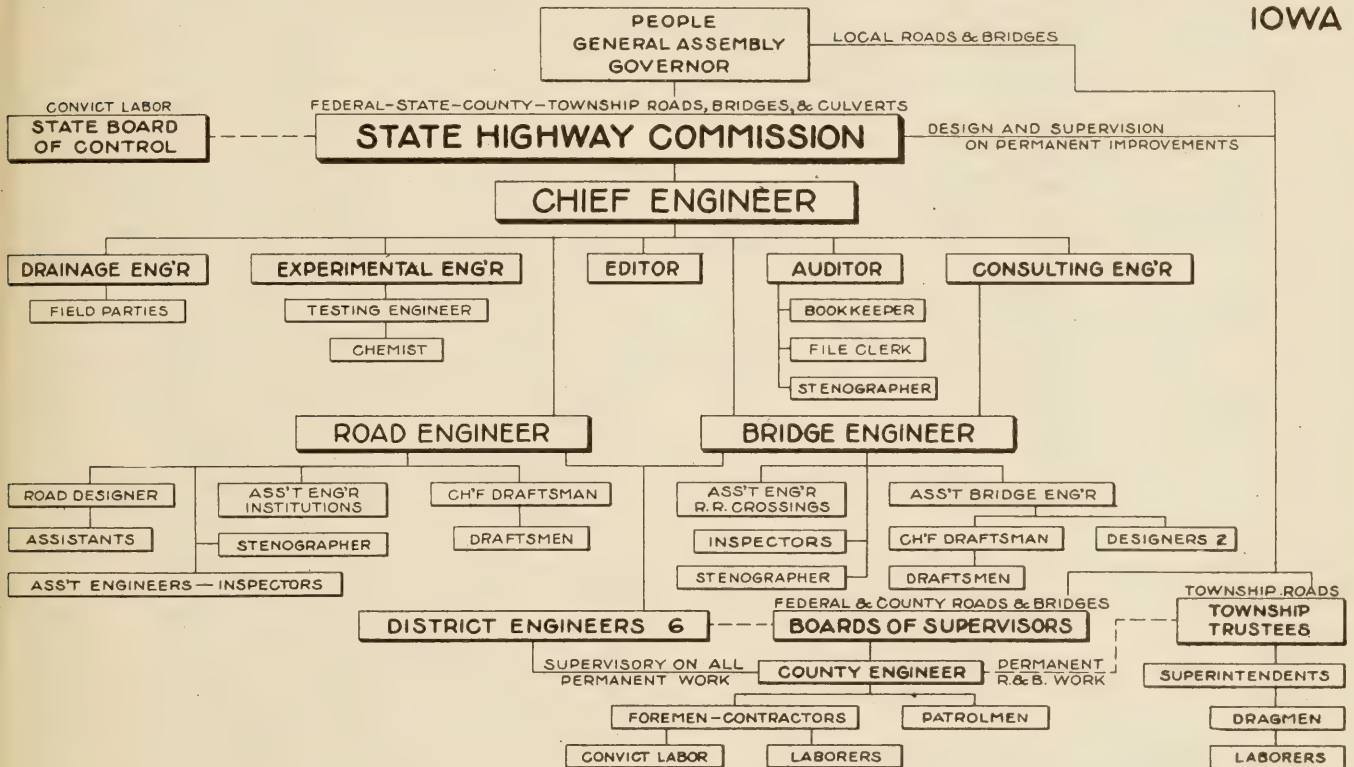 IOWA
PEOPLE
GENERAL ASSEMBLY
GOVERNOR
LOCAL ROADS & BRIDGES
CONVICT LABOR
STATE BOARD
OF CONTROL
FEDERAL-STATE-COUNTY-TOWNSHIP ROADS, BRIDGES, & CULVERTS
STATE HIGHWAY COMMISSION
DESIGN AND SUPERVISION
ON PERMANENT IMPROVEMENTS
CHIEF ENGINEER
DRAINAGE ENG'R
EXPERIMENTAL ENG'R
EDITOR
AUDITOR
CONSULTING ENG'R
FIELD PARTIES
TESTING ENGINEER
BOOKKEEPER
CHEMIST
FILE CLERK
STENOGRAPHER
ROAD ENGINEER
BRIDGE ENGINEER
ROAD DESIGNER
ASS'T ENG'R
INSTITUTIONS
CH'F DRAFTSMAN
ASS'T ENG'R
R.R. CROSSINGS
ASS'T BRIDGE ENG'R
ASSISTANTS
STENOGRAPHER
DRAFTSMEN
INSPECTORS
CH'F DRAFTSMAN
DESIGNERS 2
ASS'T ENGINEERS — INSPECTORS
STENOGRAPHER
DRAFTSMEN
FEDERAL & COUNTY ROADS & BRIDGES
TOWNSHIP ROADS
DISTRICT ENGINEERS 6
BOARDS OF SUPERVISORS
TOWNSHIP
TRUSTEES
SUPERVISORY ON ALL
PERMANENT WORK
COUNTY ENGINEER
PERMANENT
R.& B. WORK
SUPERINTENDENTS
FOREMEN-CONTRACTORS
PATROLMEN
DRAGMEN
CONVICT LABOR
LABORERS
LABORERS